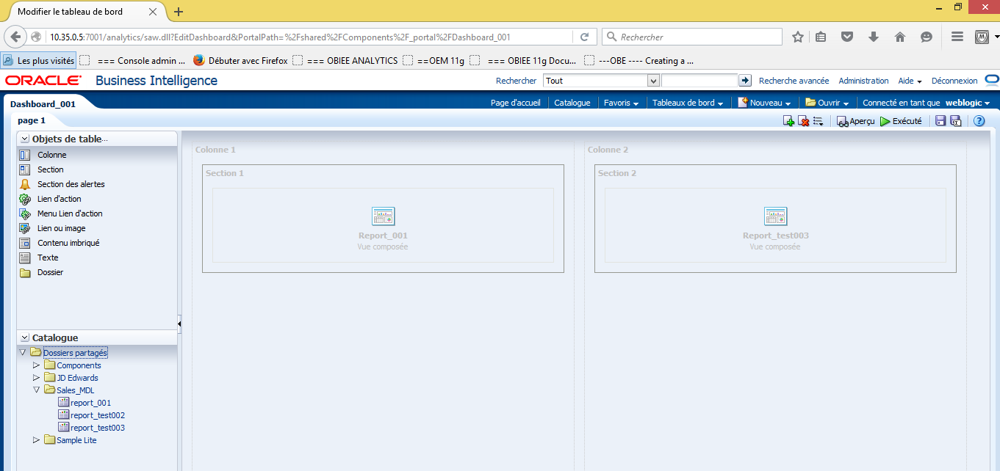 Modifier le tableau de bord
10.35.0.5:7001/analytics/saw.dll?EditDashboard&PortalPath=%2Fshared%2FComponents%2F_portal%2FDashboard_001
Rechercher
Les plus visités
=== Console admin ...
Débuter avec Firefox
=== OBIEE ANALYTICS
==OEM 11g
=== OBIEE 11g Docu...
---OBE ---- Creating a ...
ORACLE Business Intelligence
Rechercher
Tout
Recherche avancée
Administration
Aide
Déconnexion
Dashboard_001
Page d'accueil
Catalogue
Favoris
Tableaux de bord
Nouveau
Ouvrir
Connecté en tant que weblogic
page 1
Aperçu
Exécuté
Objets de table...
Colonne
Section
Section des alertes
Lien d'action
Menu Lien d'action
Lien ou image
Contenu imbriqué
Texte
Dossier
Catalogue
Dossiers partagés
Components
JD Edwards
Sales_MDL
report_001
report_test002
report_test003
Sample Lite
Colonne 1
Section 1
Report_001
Vue composée
Colonne 2
Section 2
Report_test003
Vue composée